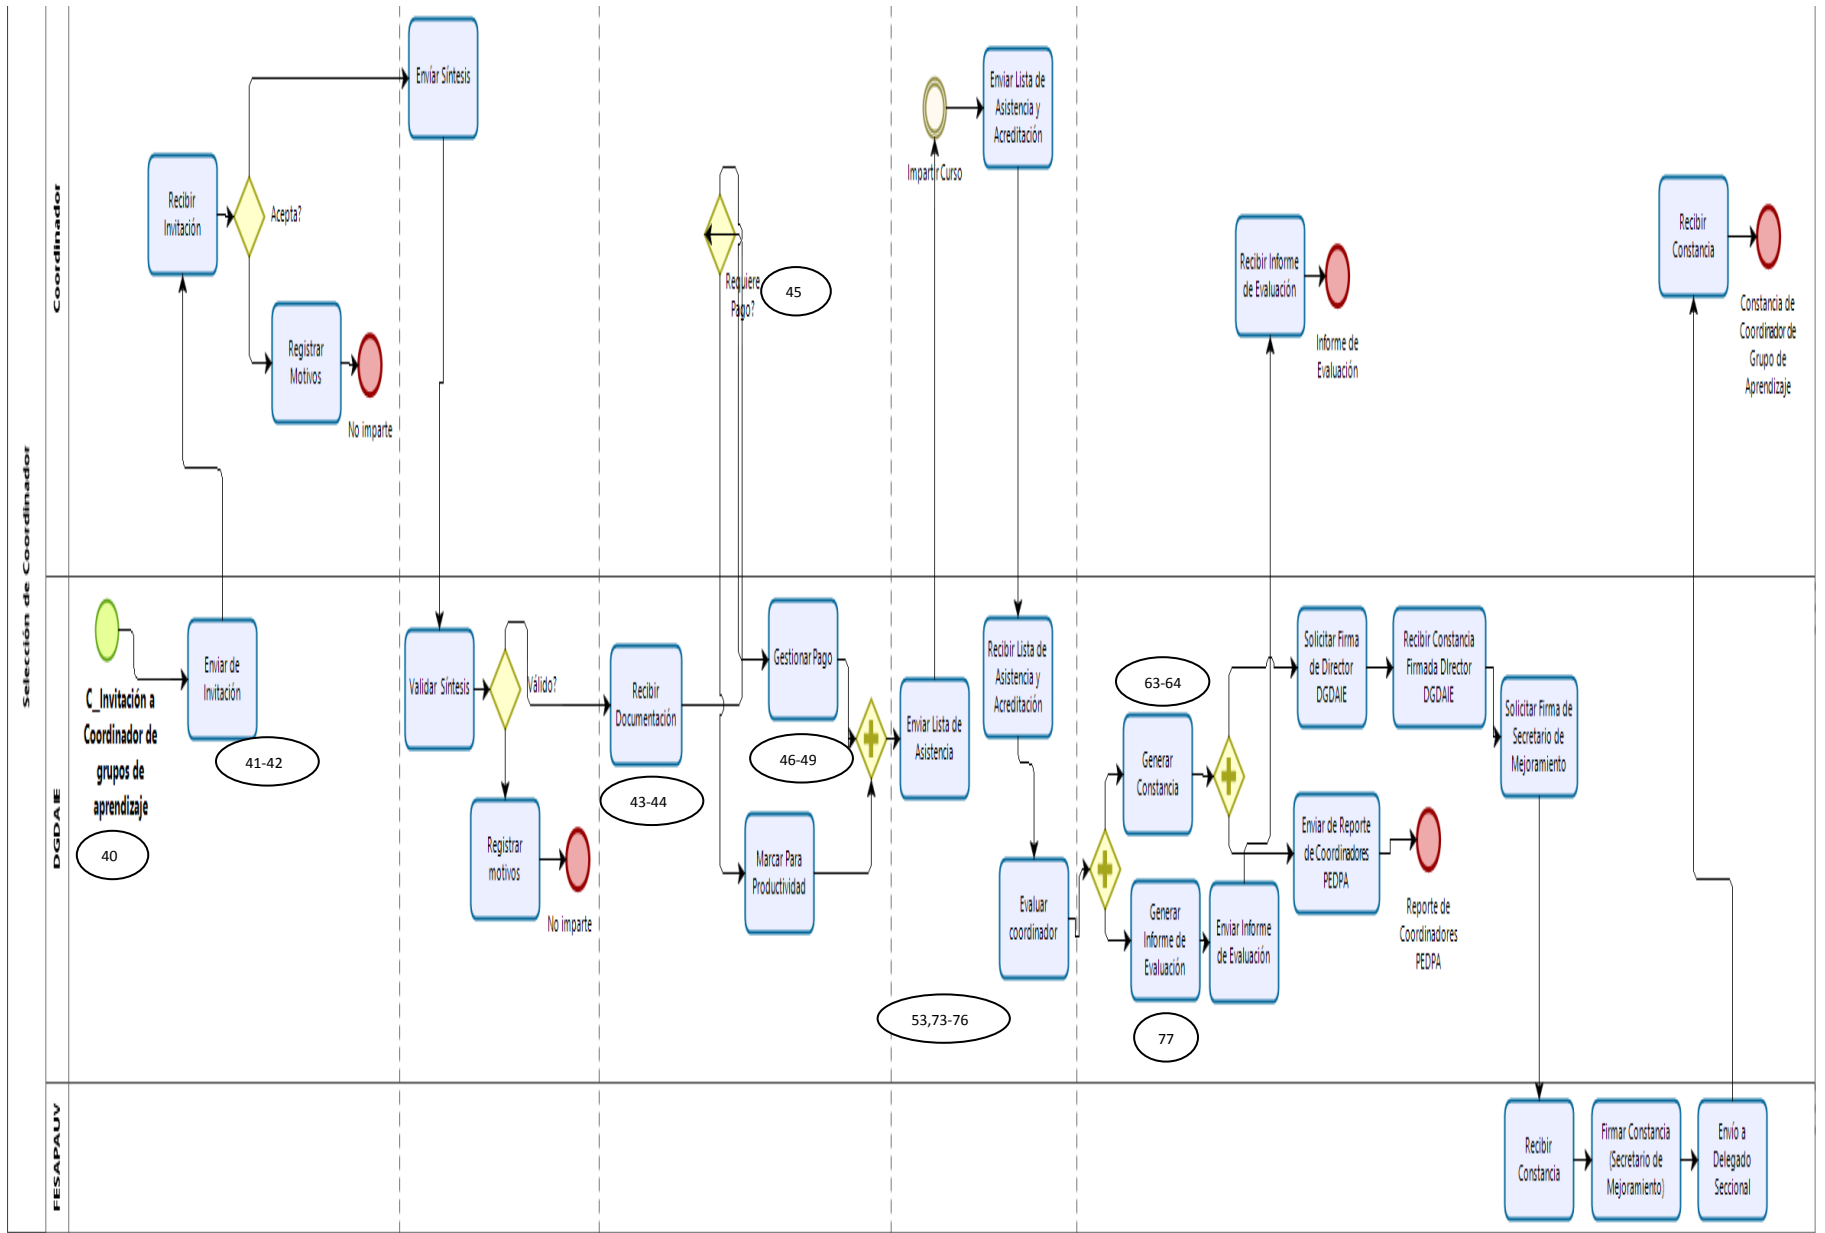 Selección de Coordinador
Coordinador
Recibir
Invitación
Acepta?
Registrar
Motivos
No imparte
Envíar Síntesis
Requiere
Pago?
45
Impartir Curso
Enviar Lista de
Asistencia y
Acreditación
Recibir Informe
de Evaluación
Informe de
Evaluación
Recibir
Constancia
Constancia de
Coordinador de
Grupo de
Aprendizaje
DGDAIE
C_Invitación a
Coordinador de
grupos de
aprendizaje
40
Enviar de
Invitación
41-42
Validar Síntesis
Válido?
Registrar
motivos
No imparte
Recibir
Documentación
43-44
Gestionar Pago
46-49
Marcar Para
Productividad
Enviar Lista de
Asistencia
Recibir Lista de
Asistencia y
Acreditación
Evaluar
coordinador
53,73-76
63-64
Generar
Constancia
Generar
Informe de
Evaluación
77
Enviar Informe
de Evaluación
Solicitar Firma
de Director
DGDAIE
Recibir Constancia
Firmada DIrector
DGDAIE
Solicitar Firma de
Secretario de
Mejoramiento
Enviar de Reporte
de Coordinadores
PEDPA
Reporte de
Coordinadores
PEDPA
FESAPAUV
Recibir
Constancia
Firmar Constancia
(Secretario de
Mejoramiento)
Envío a
Delegado
Seccional